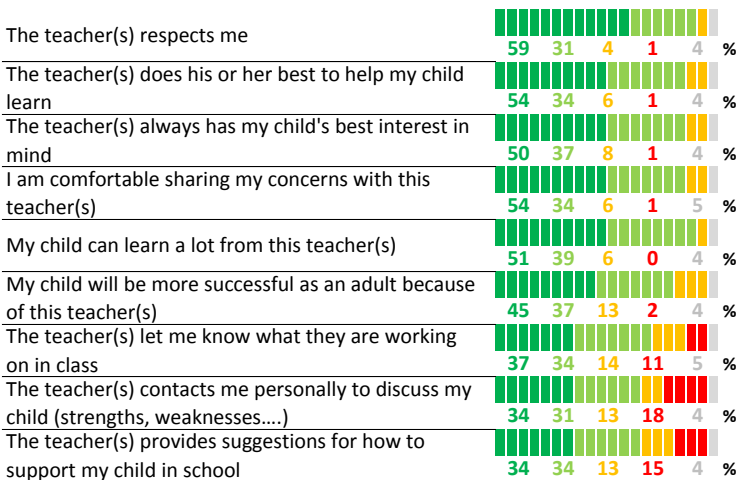 The teacher(s) respects me
59 31 4 1 4 %
The teacher(s) does his or her best to help my child
learn
54 34 6 1 4 %
The teacher(s) always has my child's best interest in
mind
50 37 8 1 4 %
I am comfortable sharing my concerns with this
teacher(s)
54 34 6 1 5 %
My child can learn a lot from this teacher(s)
51 39 6 0 4 %
My child will be more successful as an adult because
of this teacher(s)
45 37 13 2 4 %
The teacher(s) let me know what they are working
on in class
37 34 14 11 5 %
The teacher(s) contacts me personally to discuss my
child (strengths, weaknesses....)
34 31 13 18 4 %
The teacher(s) provides suggestions for how to
support my child in school
34 34 13 15 4 %